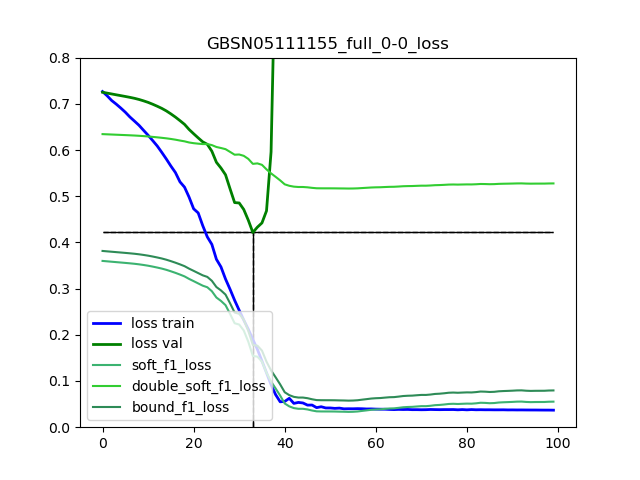 GBSN05111155_full_0-0_loss
0.8
0.7
0.6
0.5
0.4
0.3
0.2
0.1
0.0
loss train
loss val
soft_f1_loss
double_soft_f1_loss
bound_f1_loss
0 20 40 60 80 100